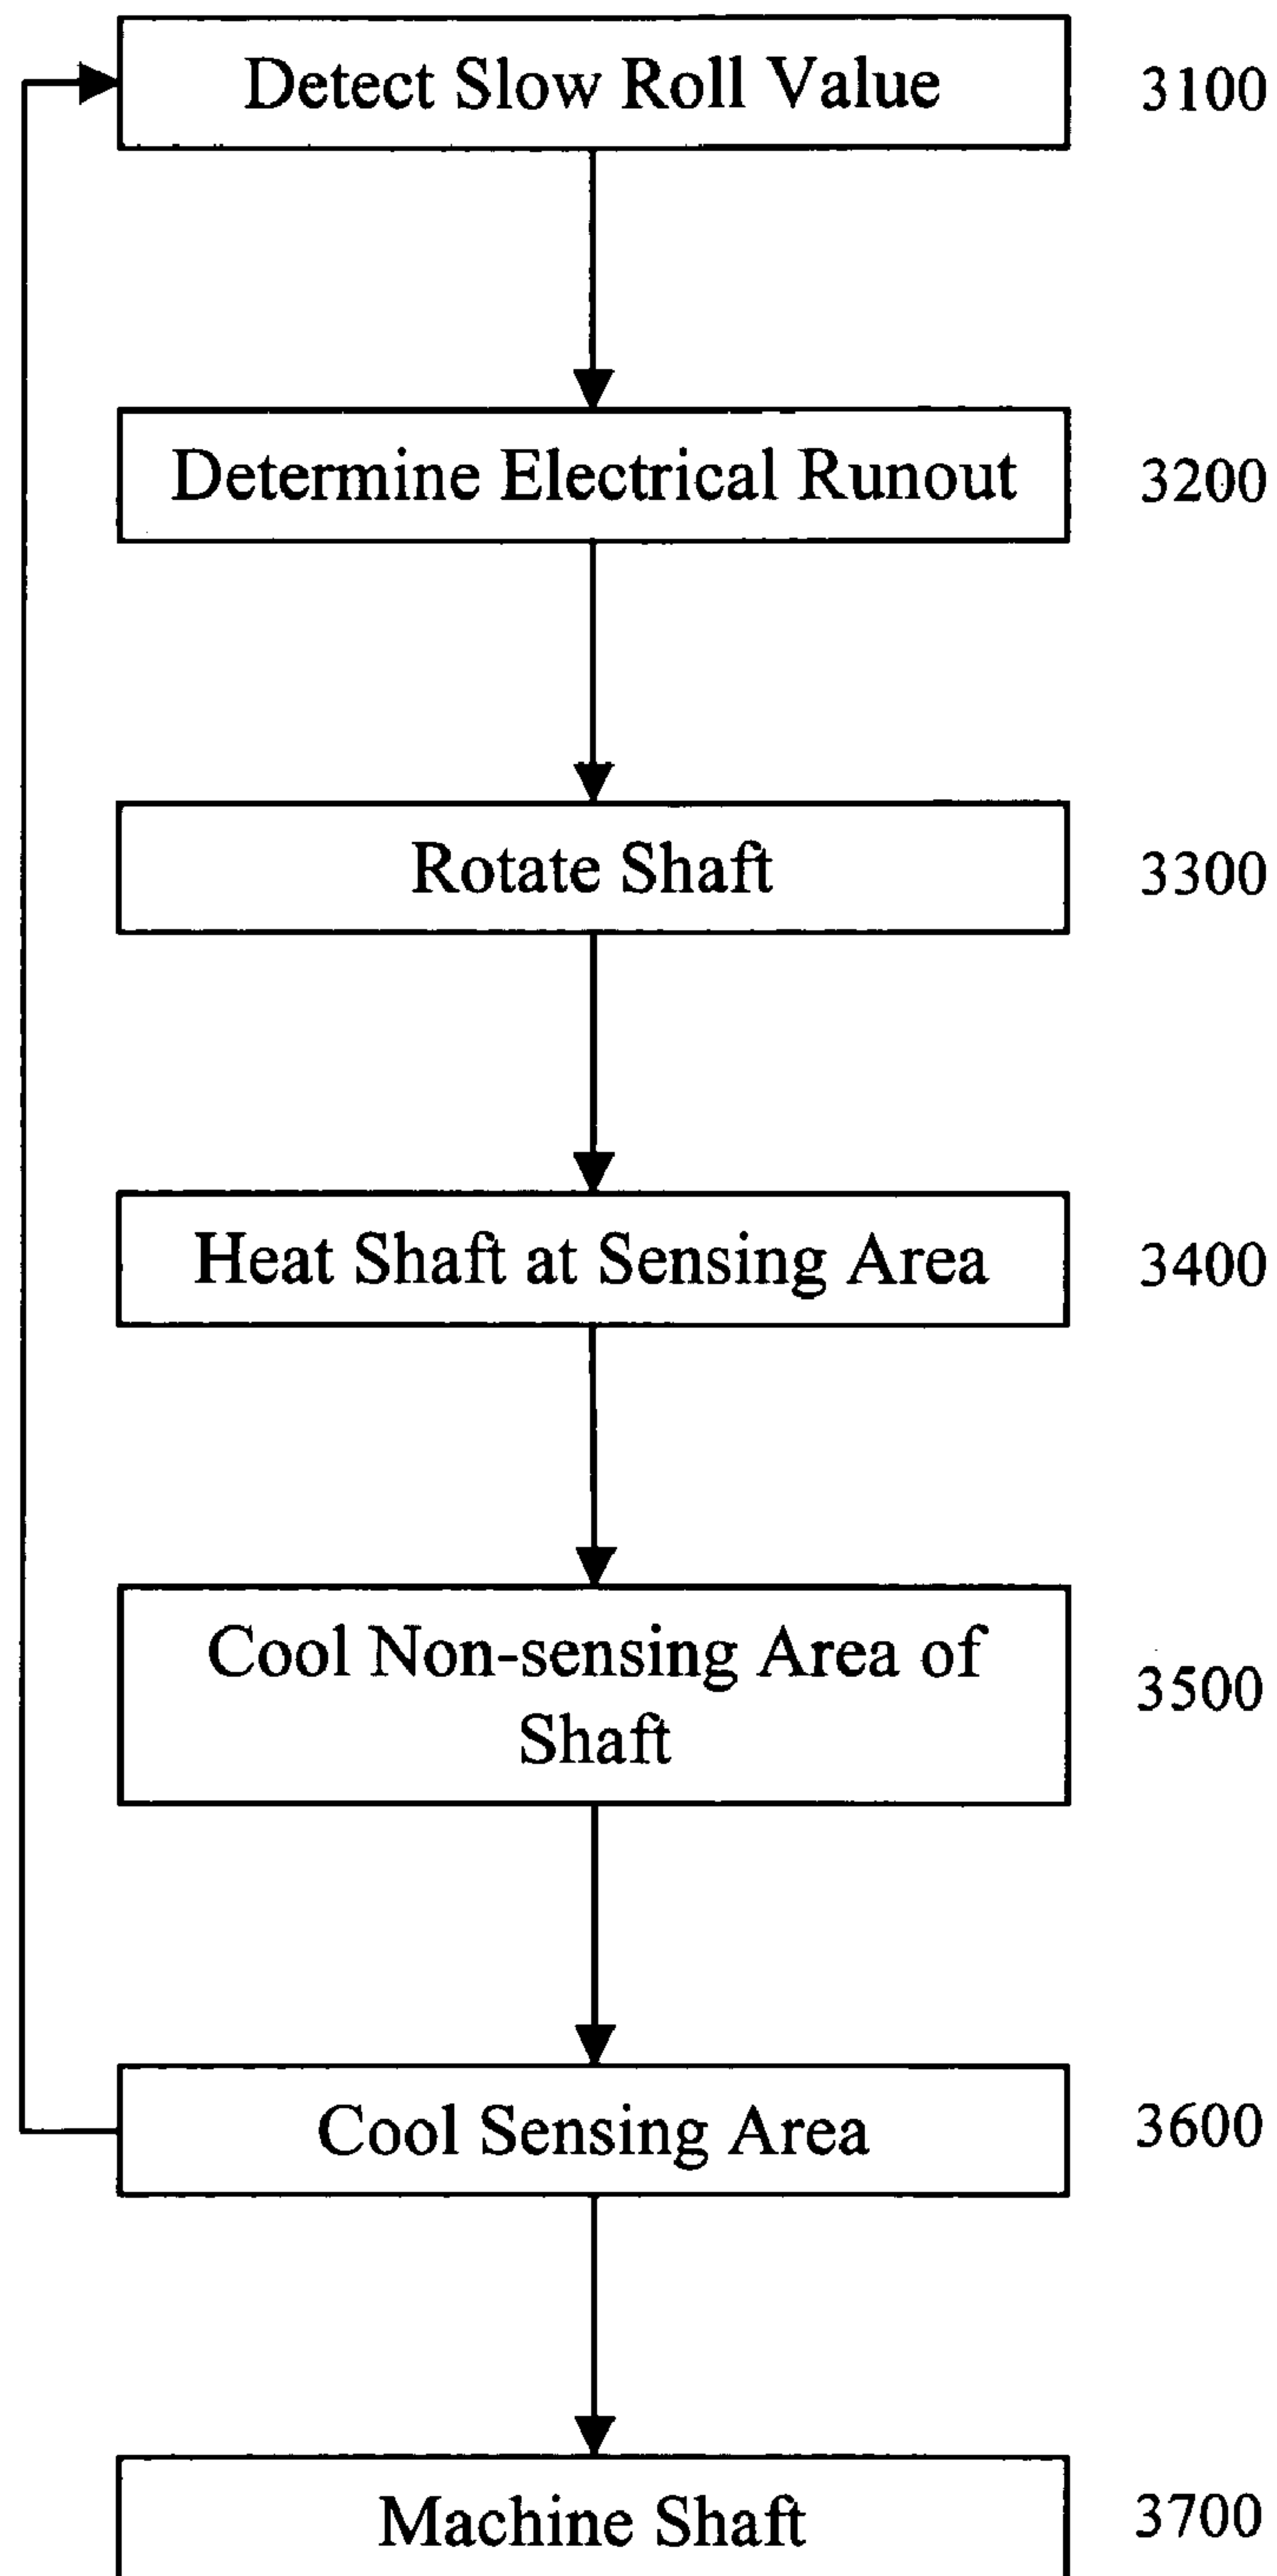 Detect Slow Roll Value 3100
Determine Electrical Runout 3200
Rotate Shaft 3300
Heat Shaft at Sensing Area 3400
Cool Non-sensing Area of
Shaft
3500
Cool Sensing Area 3600
Machine Shaft 3700